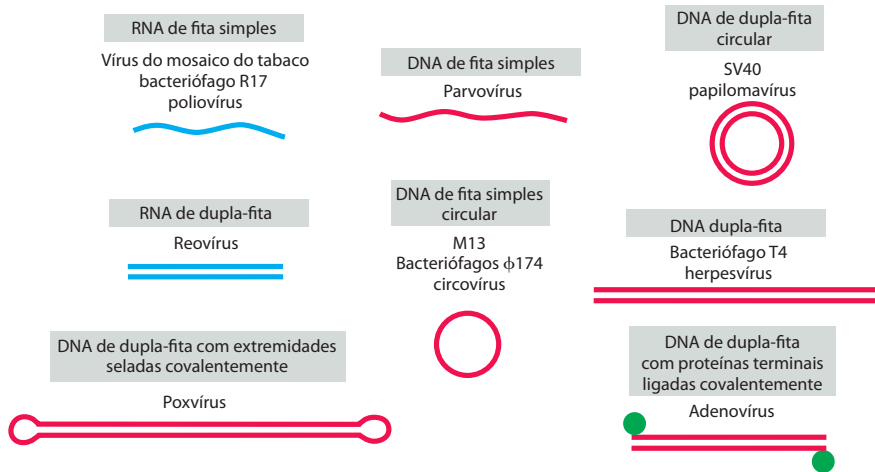 RNA de fita simples
Vírus do mosaico do tabaco
bacteriófago R17
poliovírus
DNA de fita simples
Parvovírus
DNA de dupla-fita
circular
SV40
papilomavírus
RNA de dupla-fita
Reovírus
DNA de fita simples
circular
M13
Bacteriófagos ϕ174
circovírus
DNA dupla-fita
Bacteriófago T4
herpesvírus
DNA de dupla-fita com extremidades
seladas covalentemente
Poxvírus
DNA de dupla-fita
com proteínas terminais
ligadas covalentemente
Adenovírus